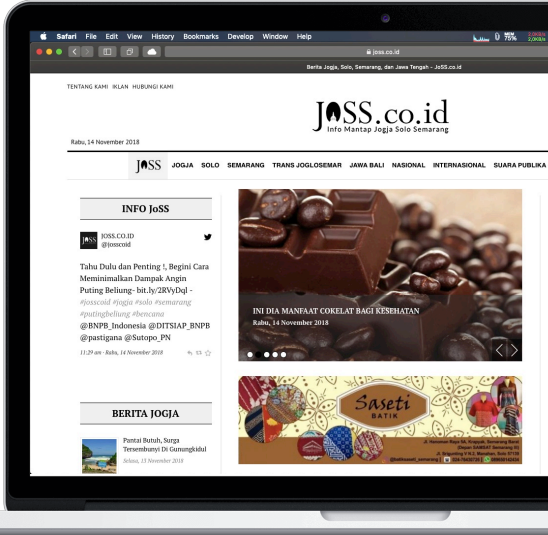 Safari File Edit View History Bookmarks Develop Window Help
MEM
75%
joss.co.id
Berita Jogja, Solo, Semarang, dan Jawa Tengah - JoSS.co.id
TENTANG KAMI IKLAN HUBUNGI KAMI
JoSS.co.id
Info Mantap Jogja Solo Semarang
Rabu, 14 November 2018
JoSS JOGJA SOLO SEMARANG TRANS JOGLOSEMAR JAWA BALI NASIONAL INTERNASIONAL SUARA PUBLIKA
INFO JoSS
JoSS
JOSS.CO.ID
@josscoid
Tahu Dulu dan Penting !, Begini Cara
Meminimalkan Dampak Angin
Puting Beliung- bit.ly/2RVyDql -
#josscoid #jogja #solo #semarang
#putingbeliung #bencana
@BNPB_Indonesia @DITSIAP_BNPB
@pastigana @Sutopo_PN
11:29 am · Rabu, 14 November 2018
INI DIA MANFAAT COKELAT BAGI KESEHATAN
Rabu, 14 November 2018
Saseti
BATIK
BERITA JOGJA
Pantai Butuh, Surga
Tersembunyi Di Gunungkidul
Selasa, 13 November 2018